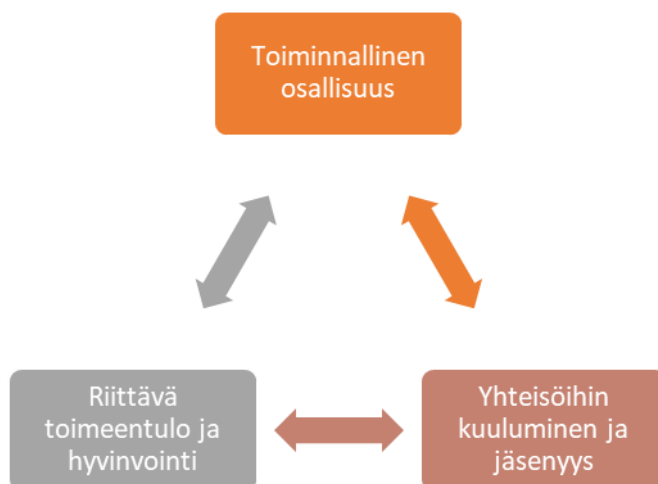 Toiminnallinen
osallisuus
Riittävä
toimeentulo ja
hyvinvointi
Yhteisöihin
kuuluminen ja
jäsenyys